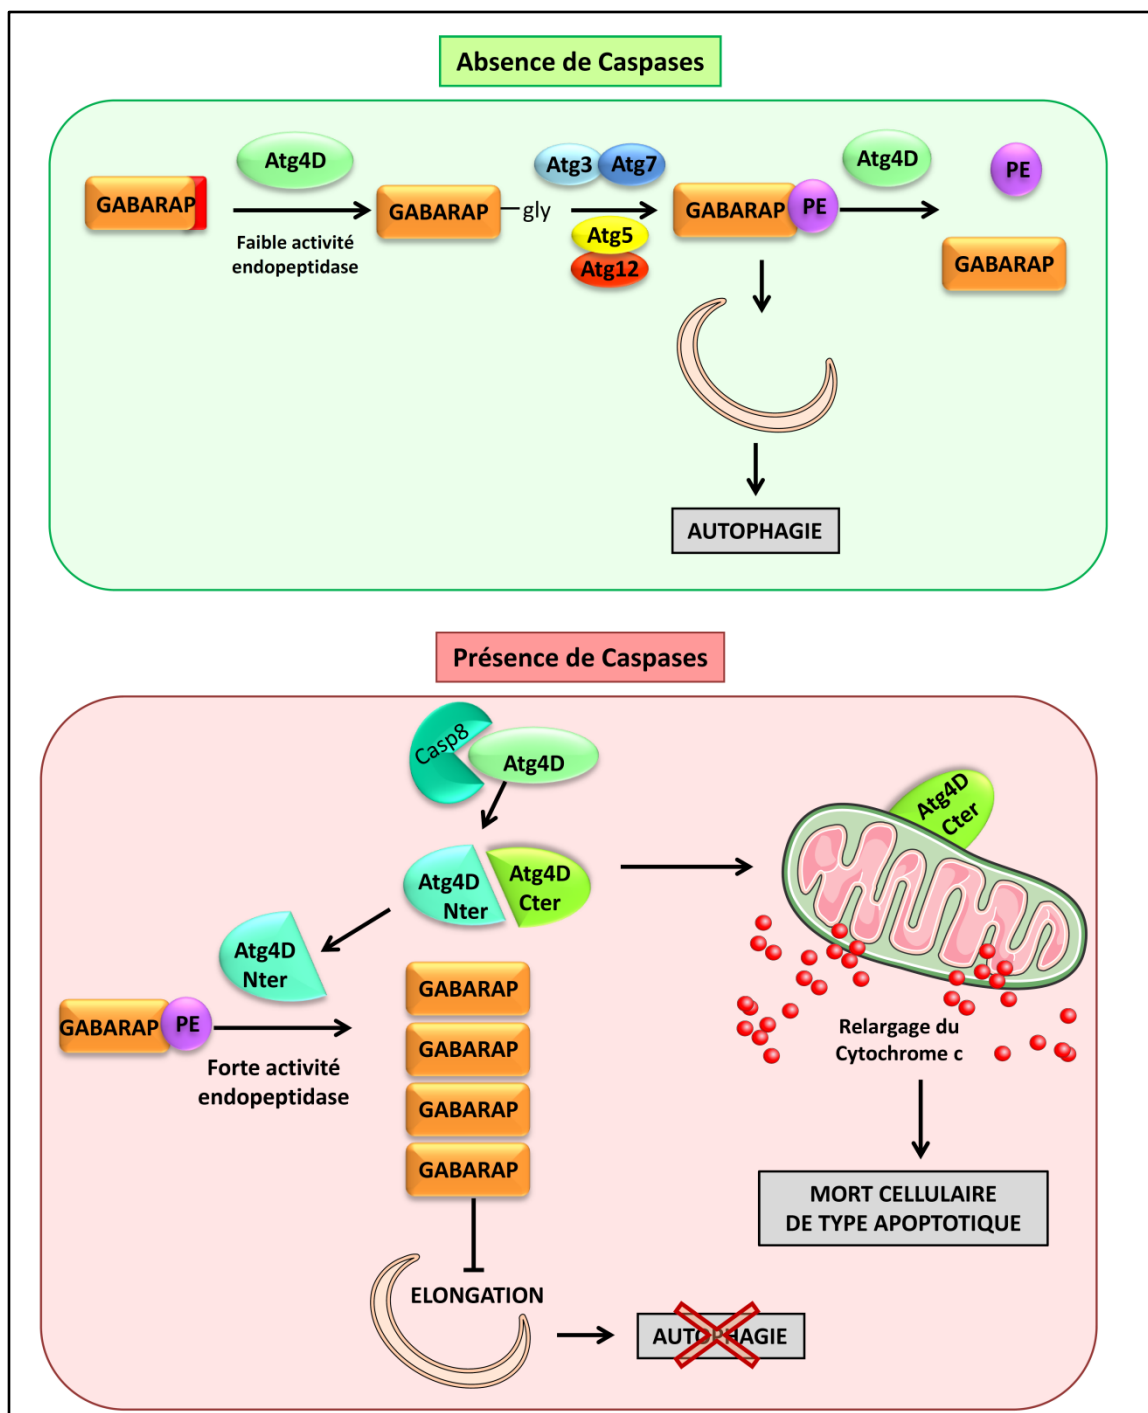 Absence de Caspases
GABARAP
Atg4D
Faible activité
endopeptidase
GABARAP
gly
Atg3
Atg7
Atg5
Atg12
GABARAP
PE
Atg4D
PE
GABARAP
AUTOPHAGIE
Présence de Caspases
Casp8
Atg4D
Atg4D
Nter
Atg4D
Cter
Atg4D
Nter
GABARAP
PE
Forte activité
endopeptidase
GABARAP
GABARAP
GABARAP
GABARAP
ELONGATION
AUTOPHAGIE
Atg4D
Cter
Relargage du
Cytochrome c
MORT CELLULAIRE
DE TYPE APOPTOTIQUE